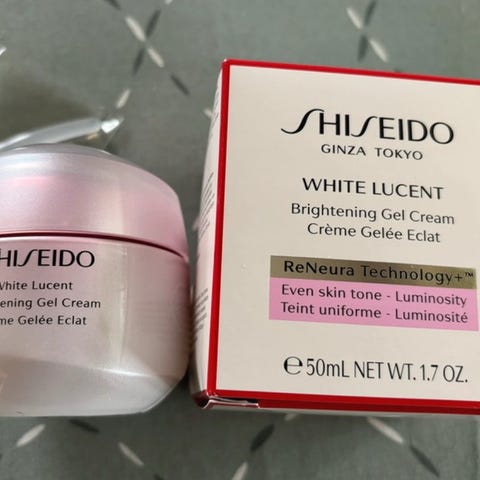 SHISEIDO
GINZA TOKYO
WHITE LUCENT
Brightening Gel Cream
Crème Gelée Eclat
ReNeura Technology+™
Even skin tone - Luminosity
Teint uniforme - Luminosité
℮50mL NET WT. 1.7 OZ.
HISEIDO
White Lucent
ening Gel Cream
me Gelée Eclat